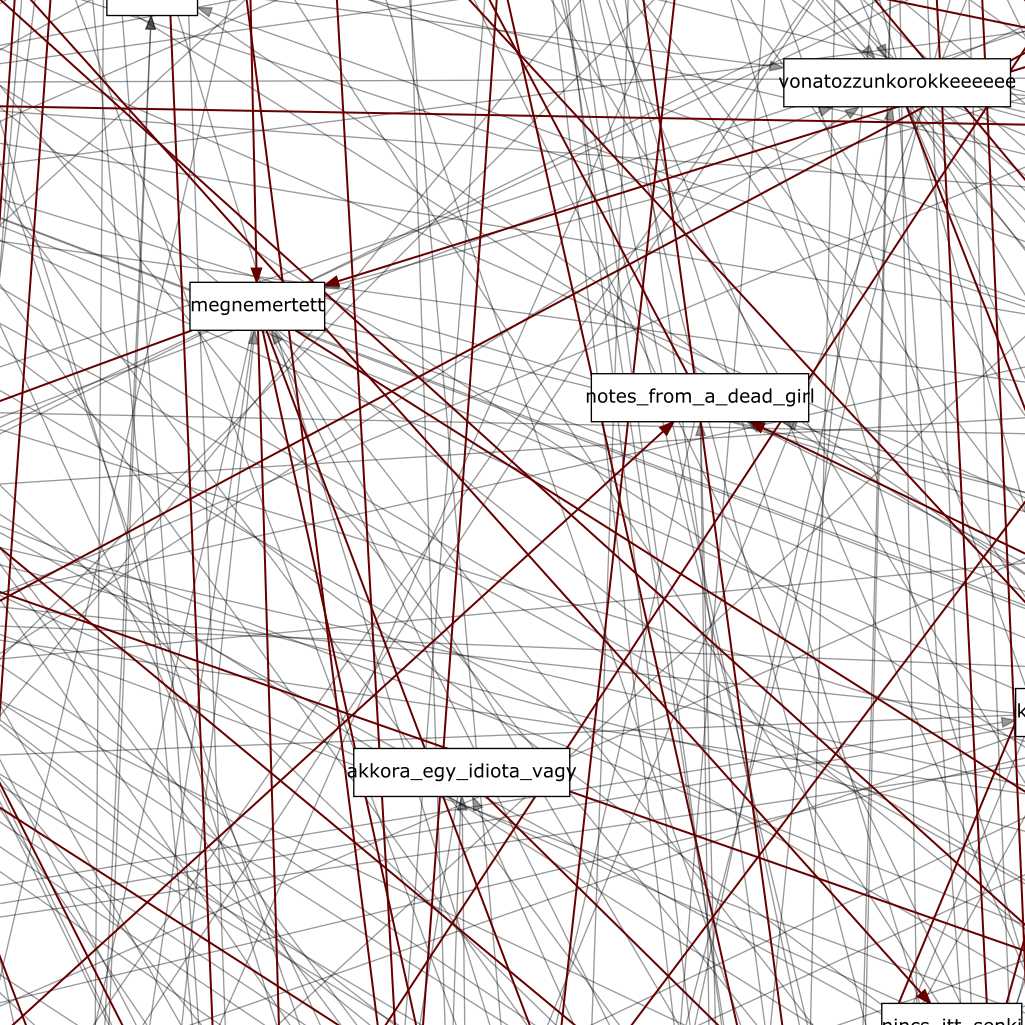 vonatozzunkorokkeeeeee
megnemertett
notes_from_a_dead_girl
akkora_egy_idiota_vagy